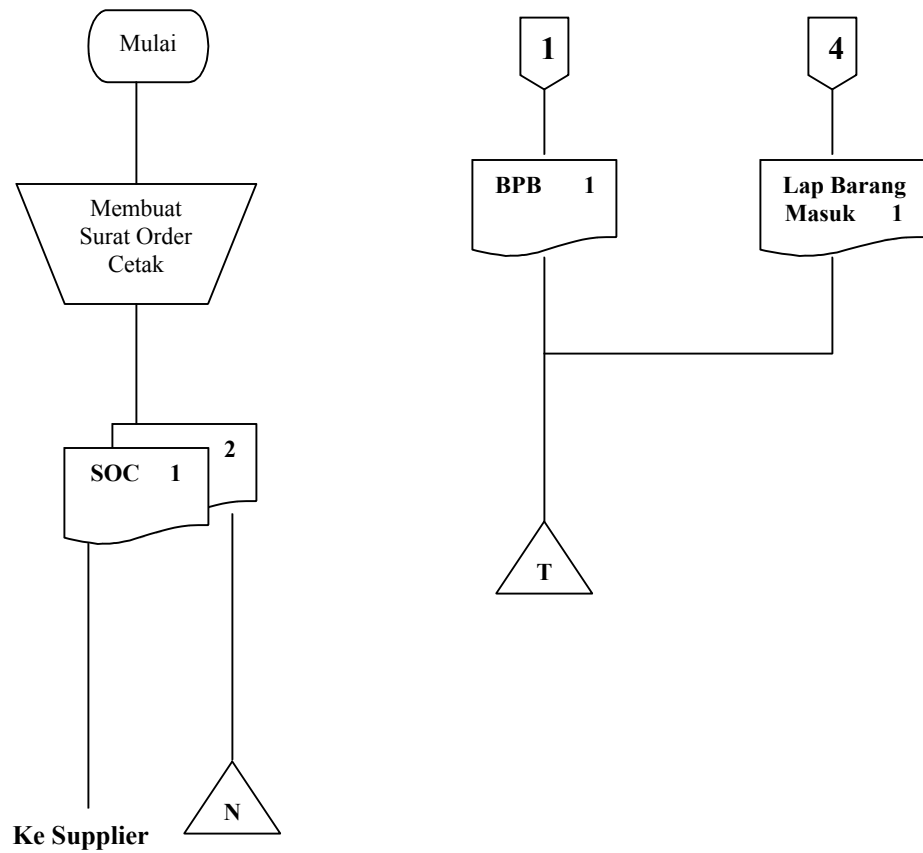 Mulai
Membuat
Surat Order
Cetak
2
SOC 1
N
Ke Supplier
1
BPB 1
4
Lap Barang
Masuk 1
T